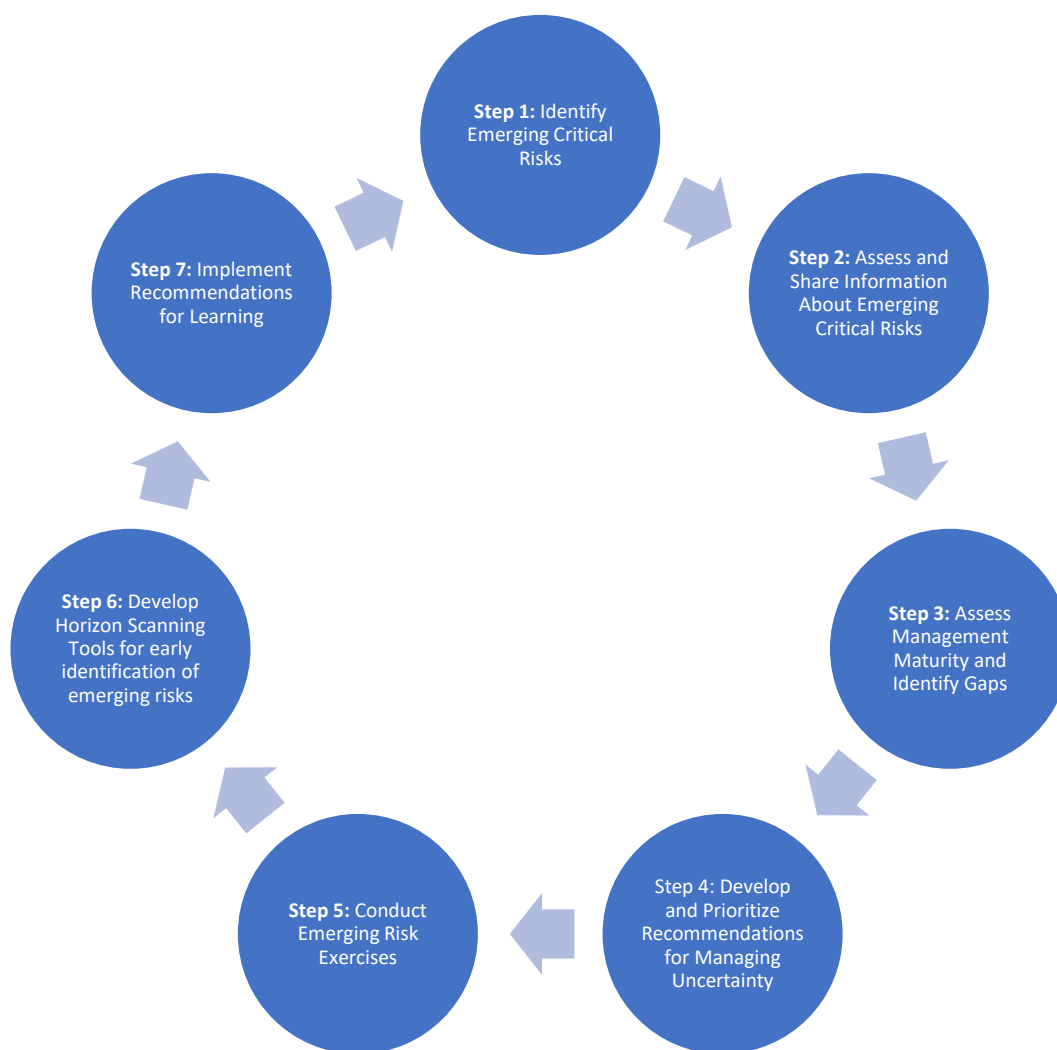 Step 1: Identify
Emerging Critical
Risks
Step 2: Assess and
Share Information
About Emerging
Critical Risks
Step 3: Assess
Management
Maturity and
Identify Gaps
Step 4: Develop
and Prioritize
Recommendations
for Managing
Uncertainty
Step 5: Conduct
Emerging Risk
Exercises
Step 6: Develop
Horizon Scanning
Tools for early
identification of
emerging risks
Step 7: Implement
Recommendations
for Learning